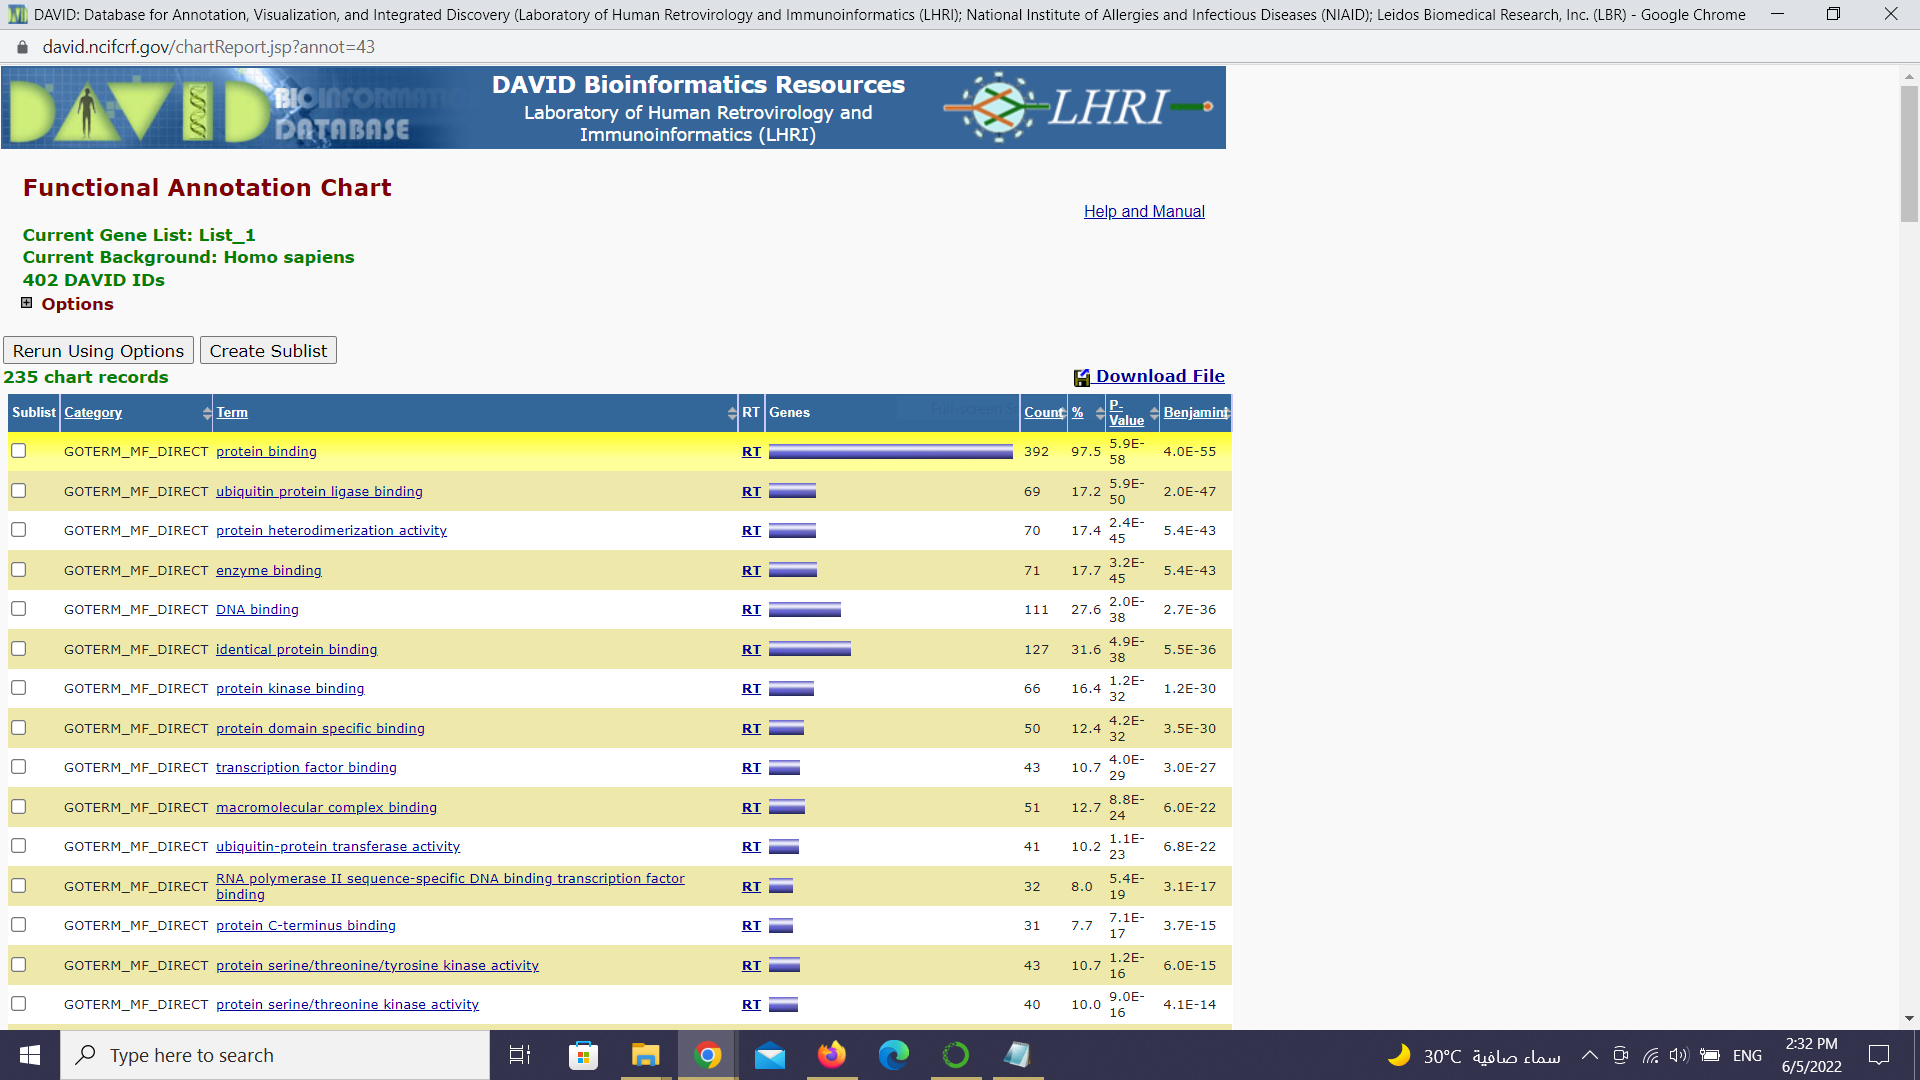 DAVID: Database for Annotation, Visualization, and Integrated Discovery (Laboratory of Human Retrovirology and Immunoinformatics (LHRI); National Institute of Allergies and Infectious Diseases (NIAID); Leidos Biomedical Research, Inc. (LBR) - Google Chrome
david.ncifcrf.gov/chartReport.jsp?annot=43
DAVID BIOINFORMATICS DATABASE
DAVID Bioinformatics Resources
Laboratory of Human Retrovirology and
Immunoinformatics (LHRI)
LHRI
Functional Annotation Chart
Help and Manual
Current Gene List: List_1
Current Background: Homo sapiens
402 DAVID IDs
Options
Rerun Using Options Create Sublist
235 chart records Download File
Sublist Category Term RT Genes Count % P-Value Benjamini
GOTERM_MF_DIRECT protein binding RT 392 97.5 5.9E-58 4.0E-55
GOTERM_MF_DIRECT ubiquitin protein ligase binding RT 69 17.2 5.9E-50 2.0E-47
GOTERM_MF_DIRECT protein heterodimerization activity RT 70 17.4 2.4E-45 5.4E-43
GOTERM_MF_DIRECT enzyme binding RT 71 17.7 3.2E-45 5.4E-43
GOTERM_MF_DIRECT DNA binding RT 111 27.6 2.0E-38 2.7E-36
GOTERM_MF_DIRECT identical protein binding RT 127 31.6 4.9E-38 5.5E-36
GOTERM_MF_DIRECT protein kinase binding RT 66 16.4 1.2E-32 1.2E-30
GOTERM_MF_DIRECT protein domain specific binding RT 50 12.4 4.2E-32 3.5E-30
GOTERM_MF_DIRECT transcription factor binding RT 43 10.7 4.0E-29 3.0E-27
GOTERM_MF_DIRECT macromolecular complex binding RT 51 12.7 8.8E-24 6.0E-22
GOTERM_MF_DIRECT ubiquitin-protein transferase activity RT 41 10.2 1.1E-23 6.8E-22
GOTERM_MF_DIRECT RNA polymerase II sequence-specific DNA binding transcription factor binding RT 32 8.0 5.4E-19 3.1E-17
GOTERM_MF_DIRECT protein C-terminus binding RT 31 7.7 7.1E-17 3.7E-15
GOTERM_MF_DIRECT protein serine/threonine/tyrosine kinase activity RT 43 10.7 1.2E-16 6.0E-15
GOTERM_MF_DIRECT protein serine/threonine kinase activity RT 40 10.0 9.0E-16 4.1E-14
Type here to search
30°C سماء صافية
ENG
2:32 PM
6/5/2022